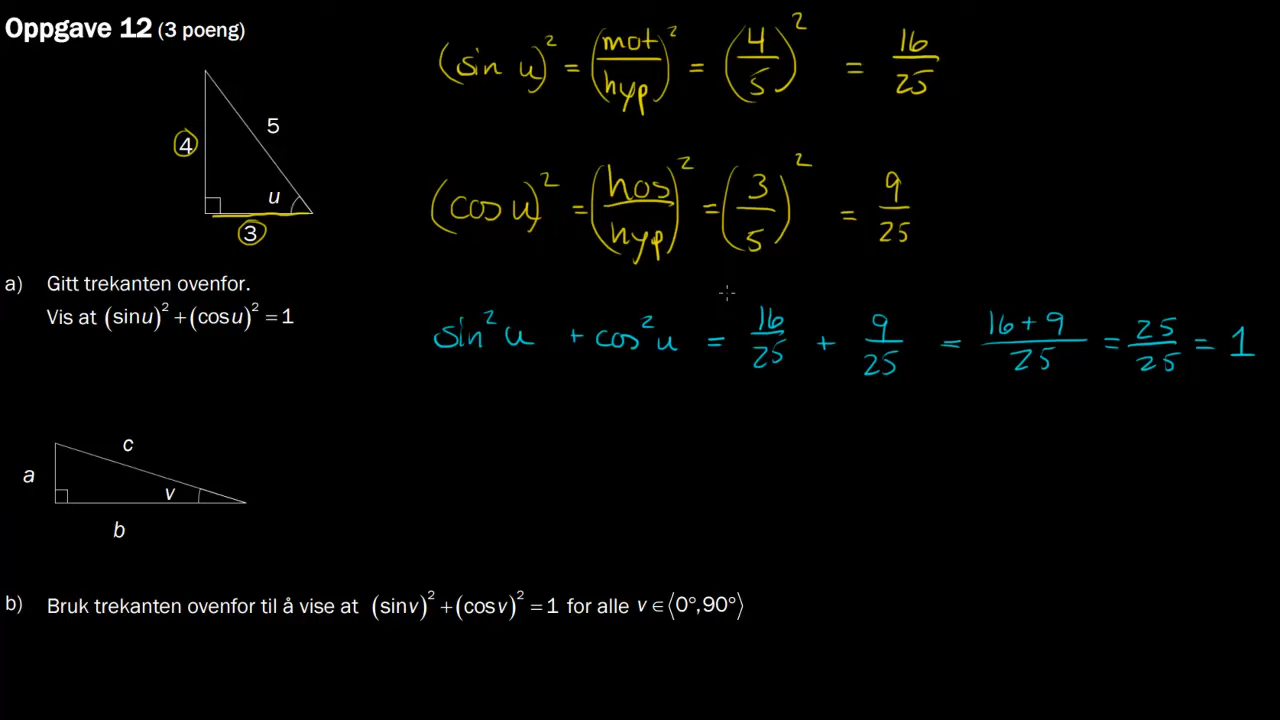 Oppgave 12 (3 poeng)
(sin u)² = (mot/hyp)² = (4/5)² = 16/25
5
4
u
3
(cos u)² = (hos/hyp)² = (3/5)² = 9/25
a) Gitt trekanten ovenfor.
Vis at (sin u)² + (cos u)² = 1
sin² u + cos² u = 16/25 + 9/25 = 16+9/25 = 25/25 = 1
c
a
v
b
b) Bruk trekanten ovenfor til å vise at (sin v)² + (cos v)² = 1 for alle v ∈ ⟨0°, 90°⟩